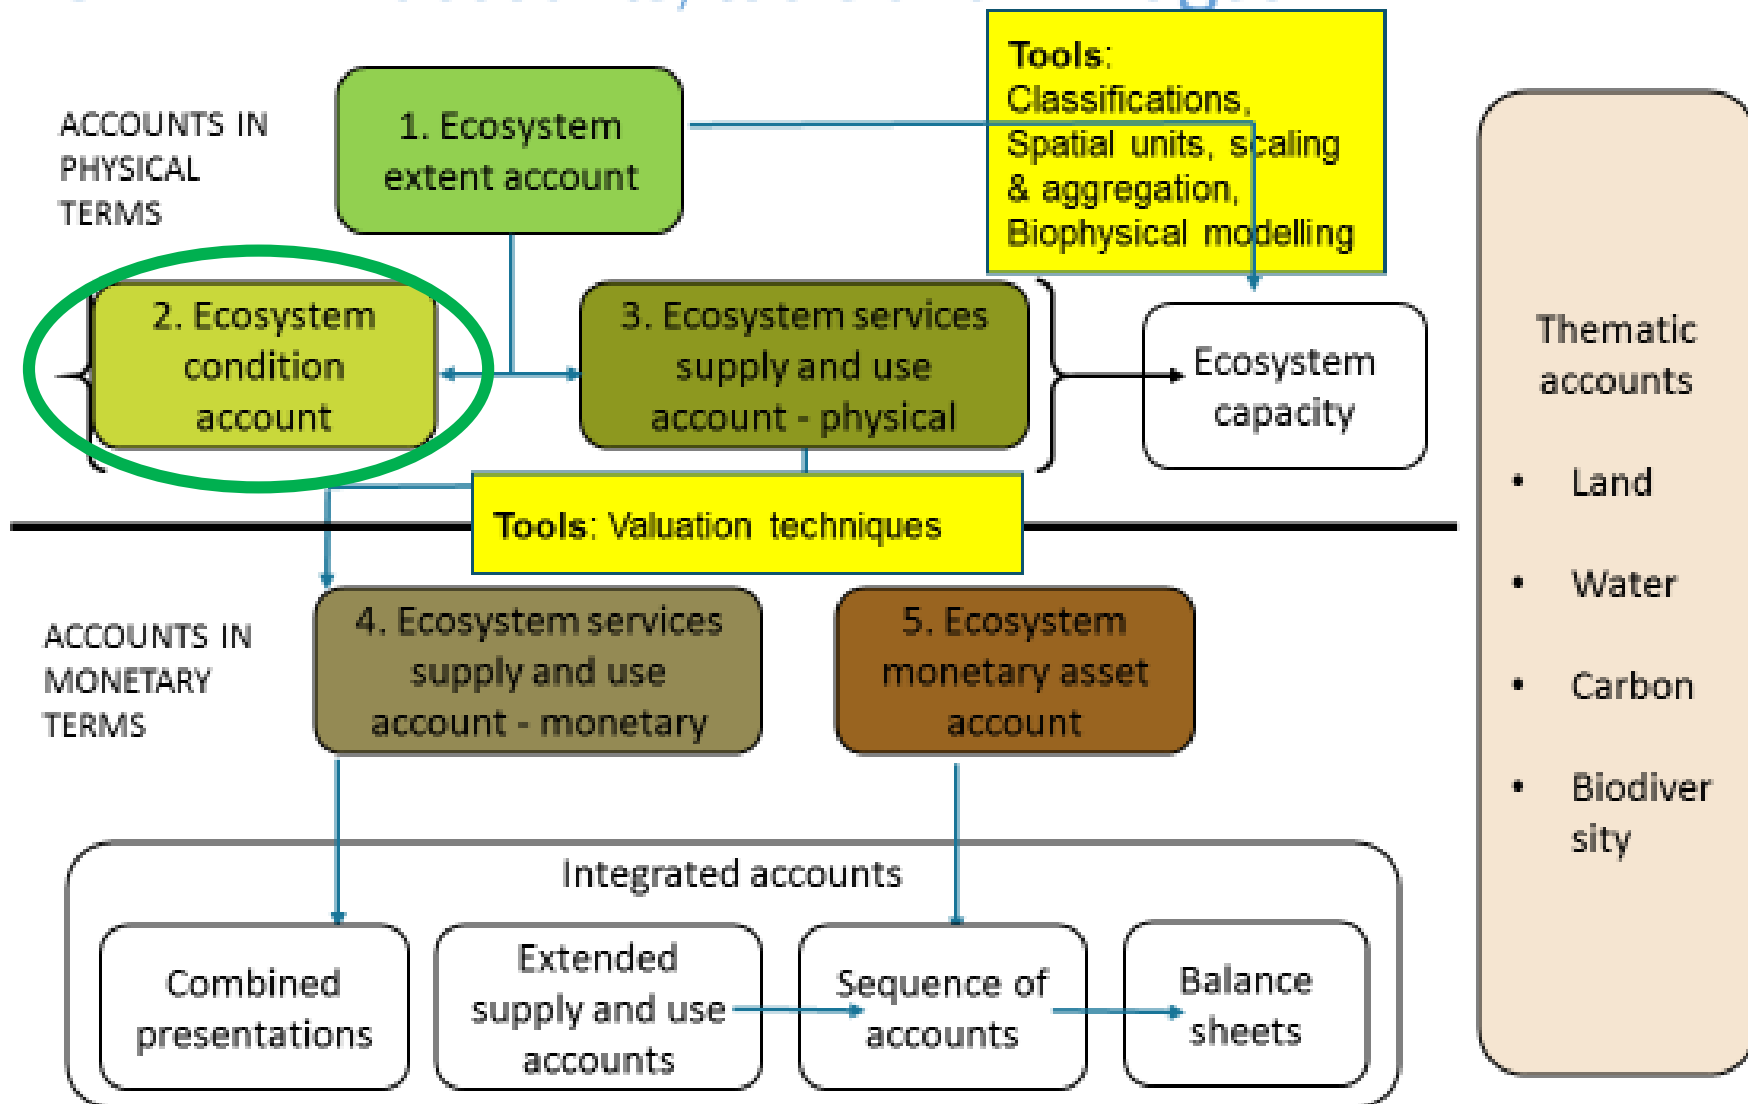 Tools:
Classifications,
Spatial units, scaling
& aggregation,
Biophysical modelling
ACCOUNTS IN
PHYSICAL
TERMS
1. Ecosystem
extent account
2. Ecosystem
condition
account
3. Ecosystem services
supply and use
account - physical
Ecosystem
capacity
Tools: Valuation techniques
ACCOUNTS IN
MONETARY
TERMS
4. Ecosystem services
supply and use
account - monetary
5. Ecosystem
monetary asset
account
Integrated accounts
Combined
presentations
Extended
supply and use
accounts
Sequence of
accounts
Balance
sheets
Thematic
accounts
• Land
• Water
• Carbon
• Biodiver
sity